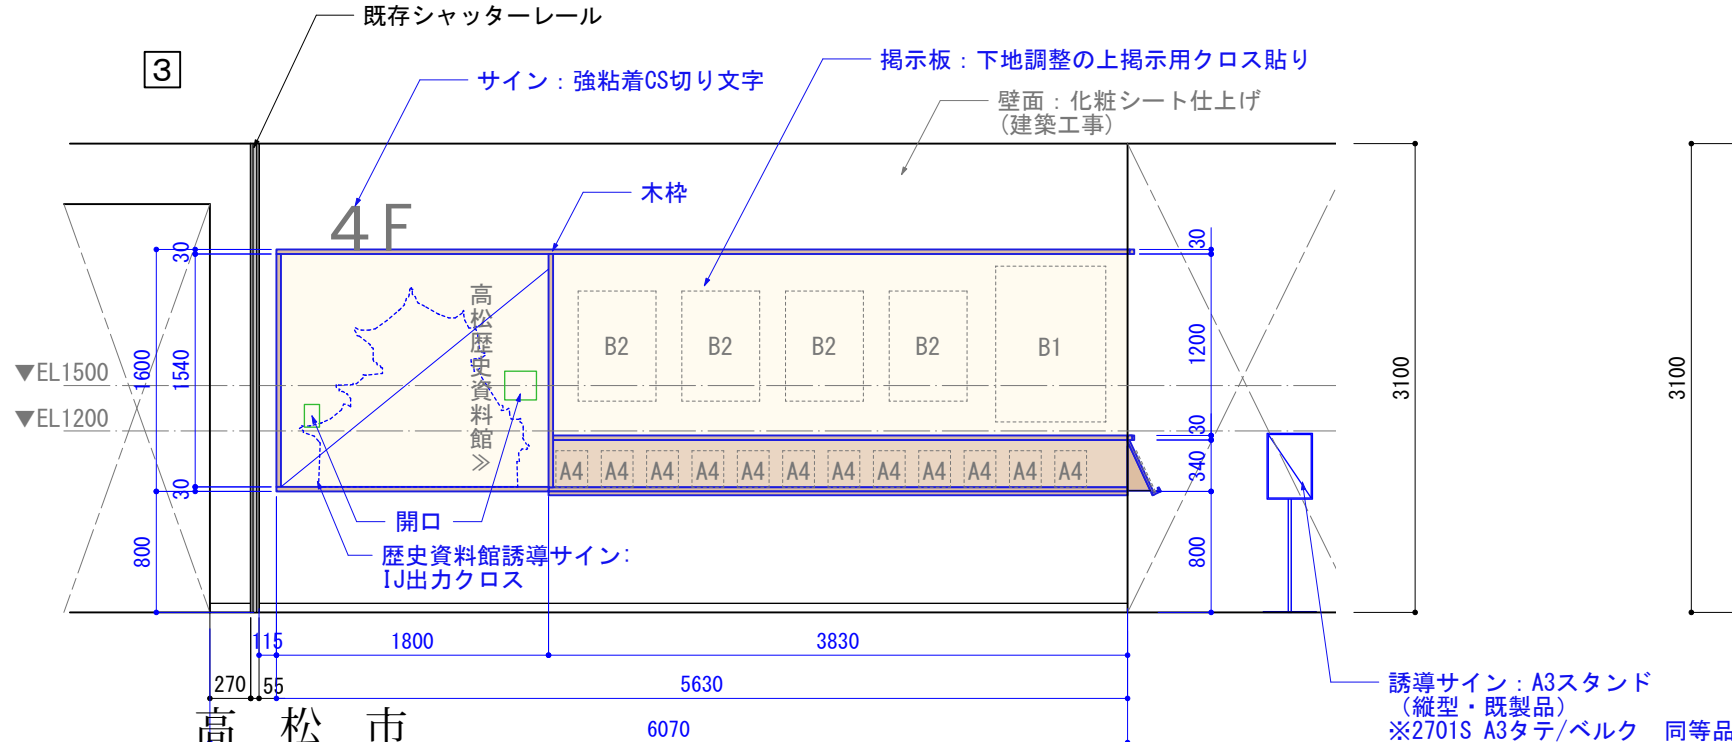 既存シャッターレール
3
サイン：強粘着CS切り文字
掲示板：下地調整の上掲示用クロス貼り
壁面：化粧シート仕上げ
（建築工事）
木枠
４F
高松歴史資料館≫
B2
B2
B2
B2
B1
▼EL1500
▼EL1200
A4
A4
A4
A4
A4
A4
A4
A4
A4
A4
A4
A4
30
1600
1540
30
800
30
1200
30
340
800
3100
3100
開口
歴史資料館誘導サイン：
IJ出力クロス
115
1800
3830
270
55
5630
6070
誘導サイン：A3スタンド
（縦型・既製品）
※2701S A3タテ/ベルク　同等品
高　松　市